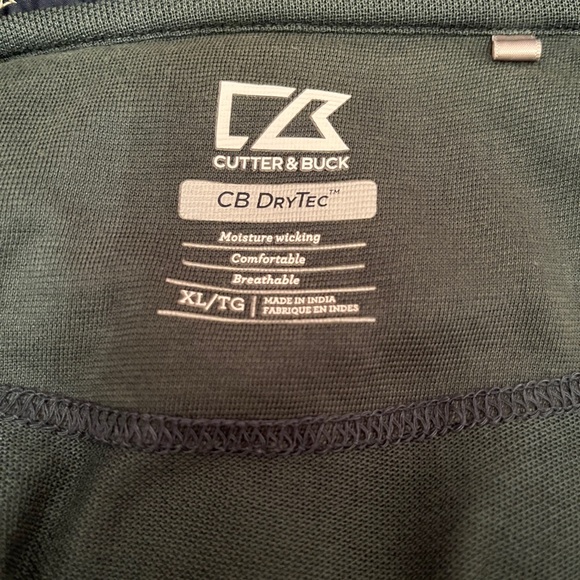 CUTTER & BUCK
CB DRYTEC™
Moisture wicking
Comfortable
Breathable
XL/TG | MADE IN INDIA
FABRIQUE EN INDES